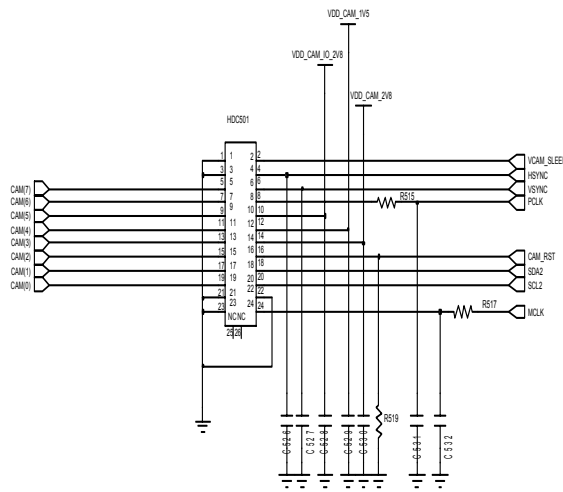 VDD_CAM_1V5
VDD_CAM_IO_2V8
VDD_CAM_2V8
HDC501
1 1 2 2
3 3 4 4
5 5 6 6
7 7 8 8
9 9 10 10
11 11 12 12
13 13 14 14
15 15 16 16
17 17 18 18
19 19 20 20
21 21 22 22
23 23 24 24
NC NC
25 26
CAM(7)
CAM(6)
CAM(5)
CAM(4)
CAM(3)
CAM(2)
CAM(1)
CAM(0)
VCAM_SLEE
HSYNC
VSYNC
R515
PCLK
CAM_RST
SDA2
SCL2
R517
MCLK
R519
C526
C527
C528
C529
C530
C531
C532